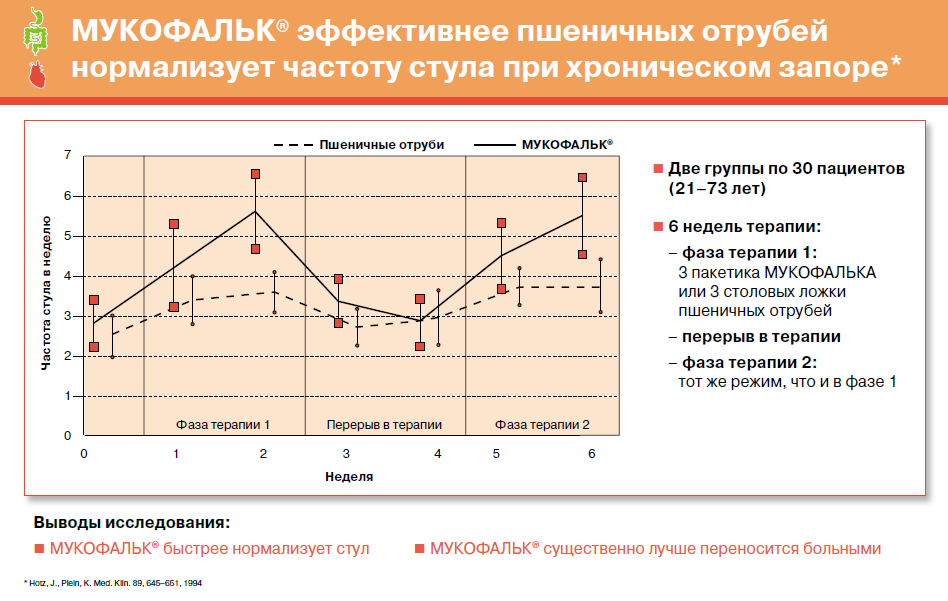 МУКОФАЛЬК® эффективнее пшеничных отрубей
нормализует частоту стула при хроническом запоре*
Пшеничные отруби
МУКОФАЛЬК®
Частота стула в неделю
7
6
5
4
3
2
1
0
Фаза терапии 1
Перерыв в терапии
Фаза терапии 2
0 1 2 3 4 5 6
Неделя
Две группы по 30 пациентов
(21–73 лет)
6 недель терапии:
– фаза терапии 1:
3 пакетика МУКОФАЛЬКА
или 3 столовых ложки
пшеничных отрубей
– перерыв в терапии
– фаза терапии 2:
тот же режим, что и в фазе 1
Выводы исследования:
МУКОФАЛЬК® быстрее нормализует стул
МУКОФАЛЬК® существенно лучше переносится больными
* Horz, J., Plein, K. Med. Klin. 89, 645–651, 1994